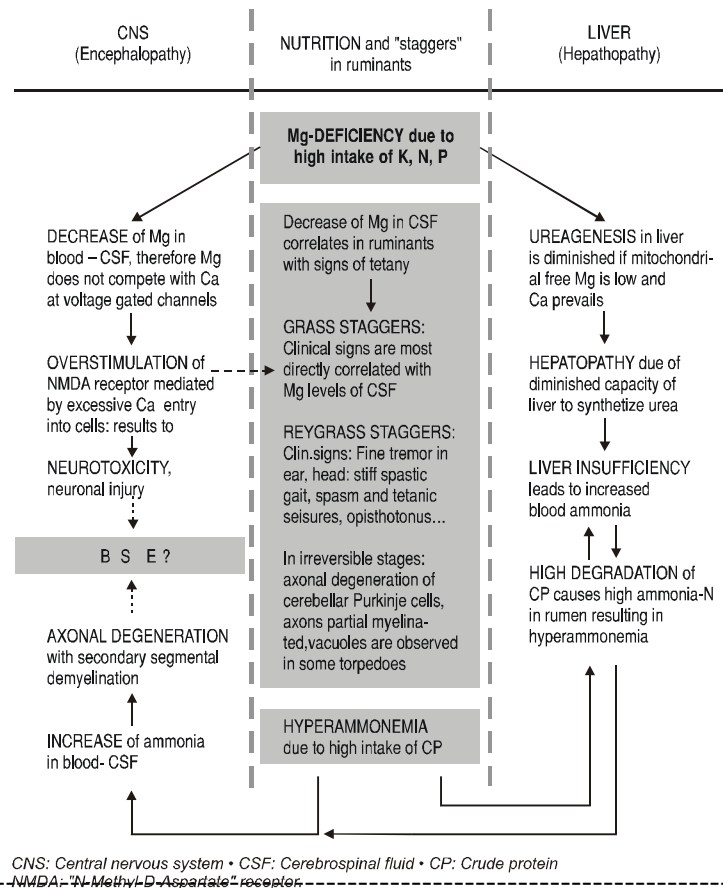 CNS
(Encephalopathy)
NUTRITION and "staggers"
in ruminants
LIVER
(Hepatopathy)
Mg-DEFICIENCY due to
high intake of K, N, P
DECREASE of Mg in
blood – CSF, therefore Mg
does not compete with Ca
at voltage gated channels
OVERSTIMULATION of
NMDA receptor mediated
by excessive Ca entry
into cells: results to
NEUROTOXICITY,
neuronal injury
B S E ?
AXONAL DEGENERATION
with secondary segmental
demyelination
INCREASE of ammonia
in blood- CSF
Decrease of Mg in CSF
correlates in ruminants
with signs of tetany
GRASS STAGGERS:
Clinical signs are most
directly correlated with
Mg levels of CSF
REYGRASS STAGGERS:
Clin.signs: Fine tremor in
ear, head: stiff spastic
gait, spasm and tetanic
seisures, opisthotonus...
In irreversible stages:
axonal degeneration of
cerebellar Purkinje cells,
axons partial myelina-
ted,vacuoles are observed
in some torpedoes
HYPERAMMONEMIA
due to high intake of CP
UREAGENESIS in liver
is diminished if mitochondri-
al free Mg is low and
Ca prevails
HEPATOPATHY due of
diminished capacity of
liver to synthetize urea
LIVER INSUFFICIENCY
leads to increased
blood ammonia
HIGH DEGRADATION of
CP causes high ammonia-N
in rumen resulting in
hyperammonemia
CNS: Central nervous system • CSF: Cerebrospinal fluid • CP: Crude protein
NMDA: "N-Methyl-D-Aspartate" receptor.